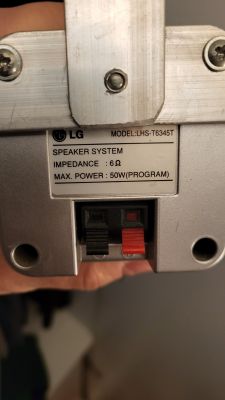 LG MODEL:LHS-T6345T
SPEAKER SYSTEM
IMPEDANCE : 6Ω
MAX. POWER : 50W(PROGRAM)